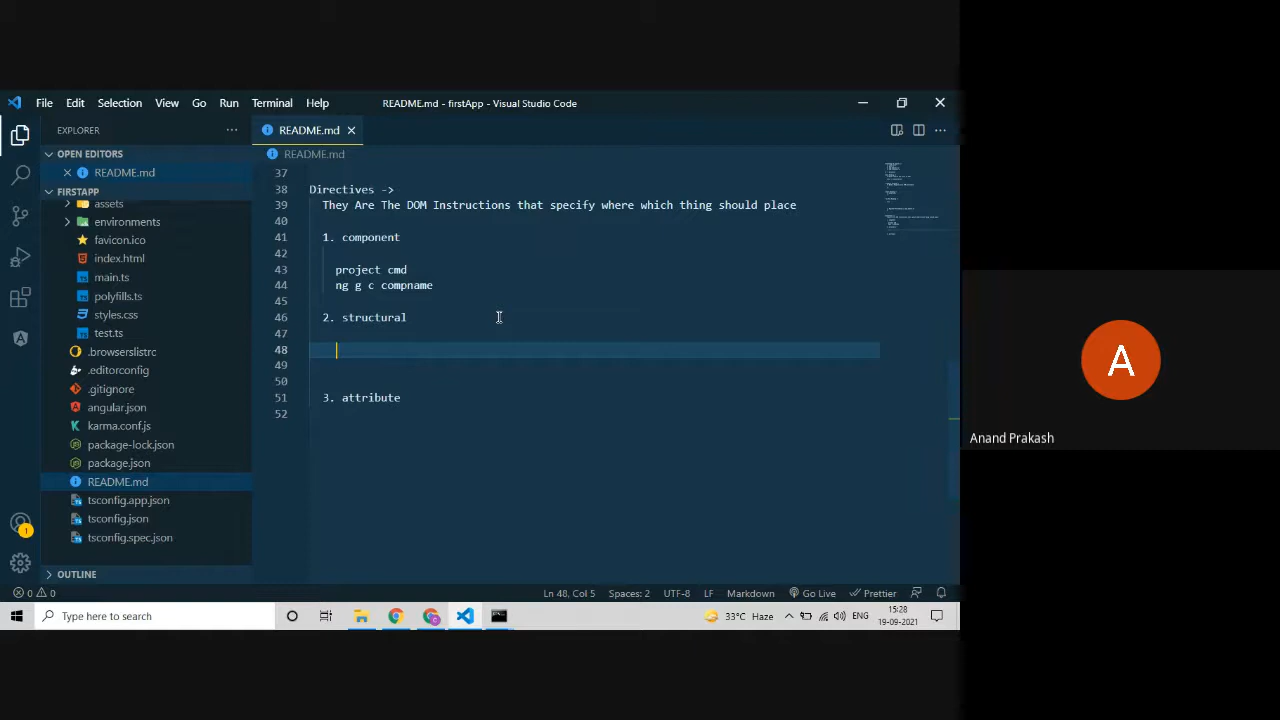 File Edit Selection View Go Run Terminal Help
README.md - firstApp - Visual Studio Code
EXPLORER
OPEN EDITORS
README.md
FIRSTAPP
assets
environments
favicon.ico
index.html
main.ts
polyfills.ts
styles.css
test.ts
.browserslistrc
.editorconfig
.gitignore
angular.json
karma.conf.js
package-lock.json
package.json
README.md
tsconfig.app.json
tsconfig.json
tsconfig.spec.json
OUTLINE
README.md
README.md
37
38 Directives ->
39 They Are The DOM Instructions that specify where which thing should place
40
41 1. component
42
43 project cmd
44 ng g c compname
45
46 2. structural
47
48
49
50
51 3. attribute
52
A
Anand Prakash
1
0 0
Ln 48, Col 5 Spaces: 2 UTF-8 LF Markdown Go Live Prettier
Type here to search
33°C Haze
ENG
15:28
19-09-2021